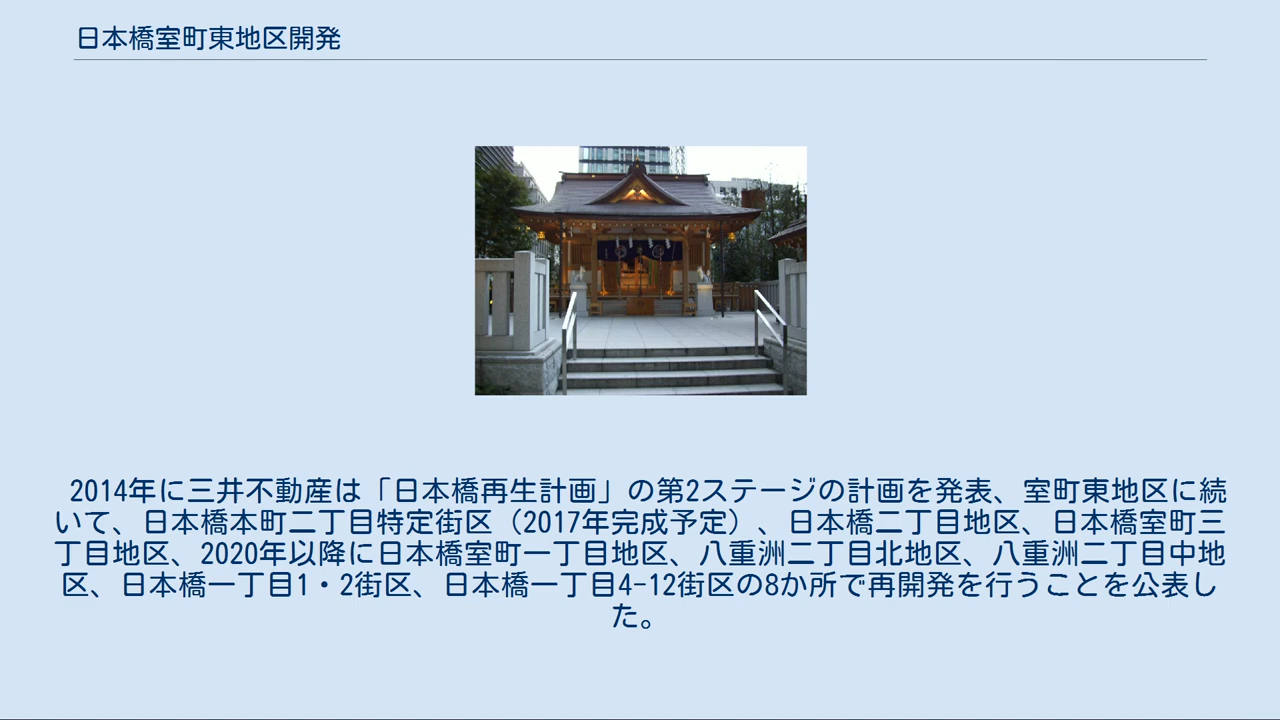 日本橋室町東地区開発
2014年に三井不動産は「日本橋再生計画」の第2ステージの計画を発表、室町東地区に続
いて、日本橋本町二丁目特定街区（2017年完成予定）、日本橋二丁目地区、日本橋室町三
丁目地区、2020年以降に日本橋室町一丁目地区、八重洲二丁目北地区、八重洲二丁目中地
区、日本橋一丁目1・2街区、日本橋一丁目4-12街区の8か所で再開発を行うことを公表し
た。